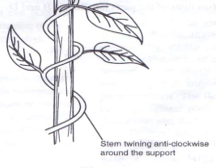 Stem twining anti-clockwise
around the support